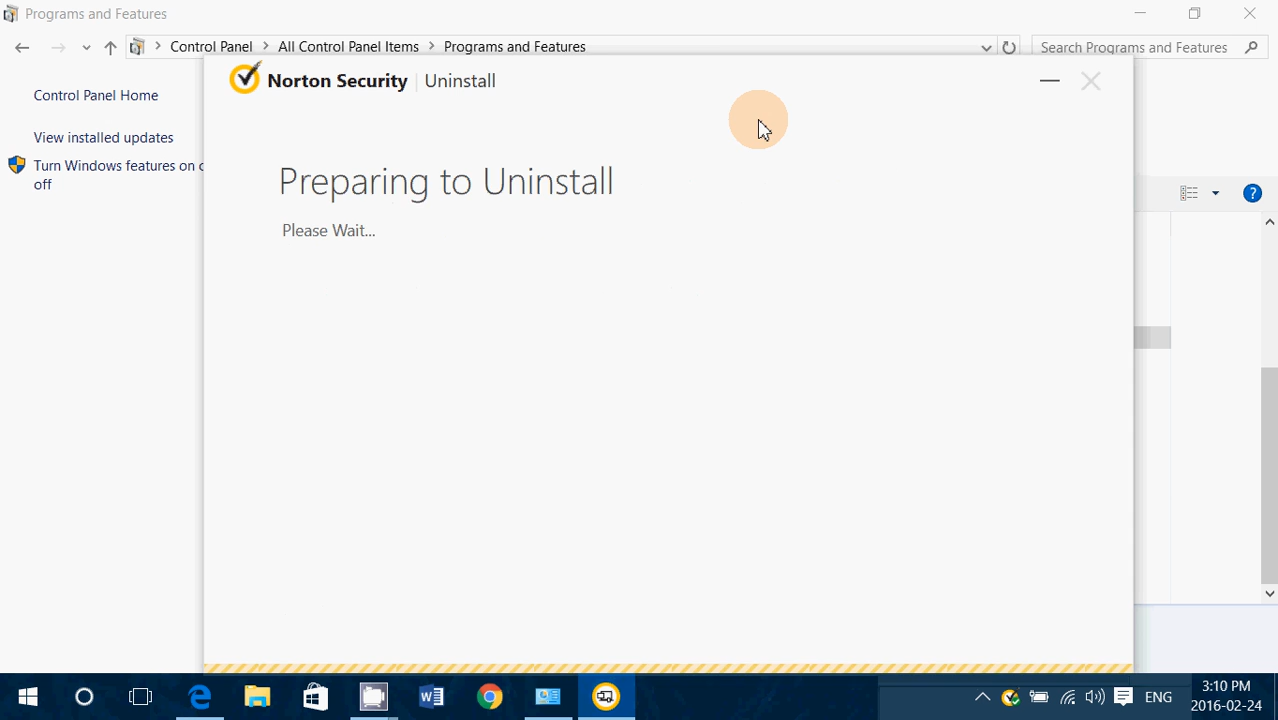 Programs and Features
Control Panel > All Control Panel Items > Programs and Features
Search Programs and Features
Norton Security | Uninstall
Control Panel Home
View installed updates
Turn Windows features on o
off
Preparing to Uninstall
Please Wait...
ENG
3:10 PM
2016-02-24